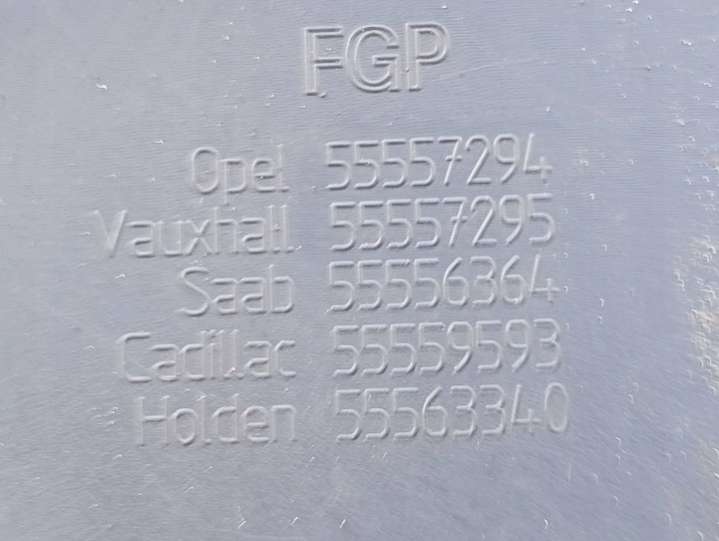 FGP
Opel 55557294
Vauxhall 55557295
Saab 55556364
Cadillac 55559593
Holden 55563340